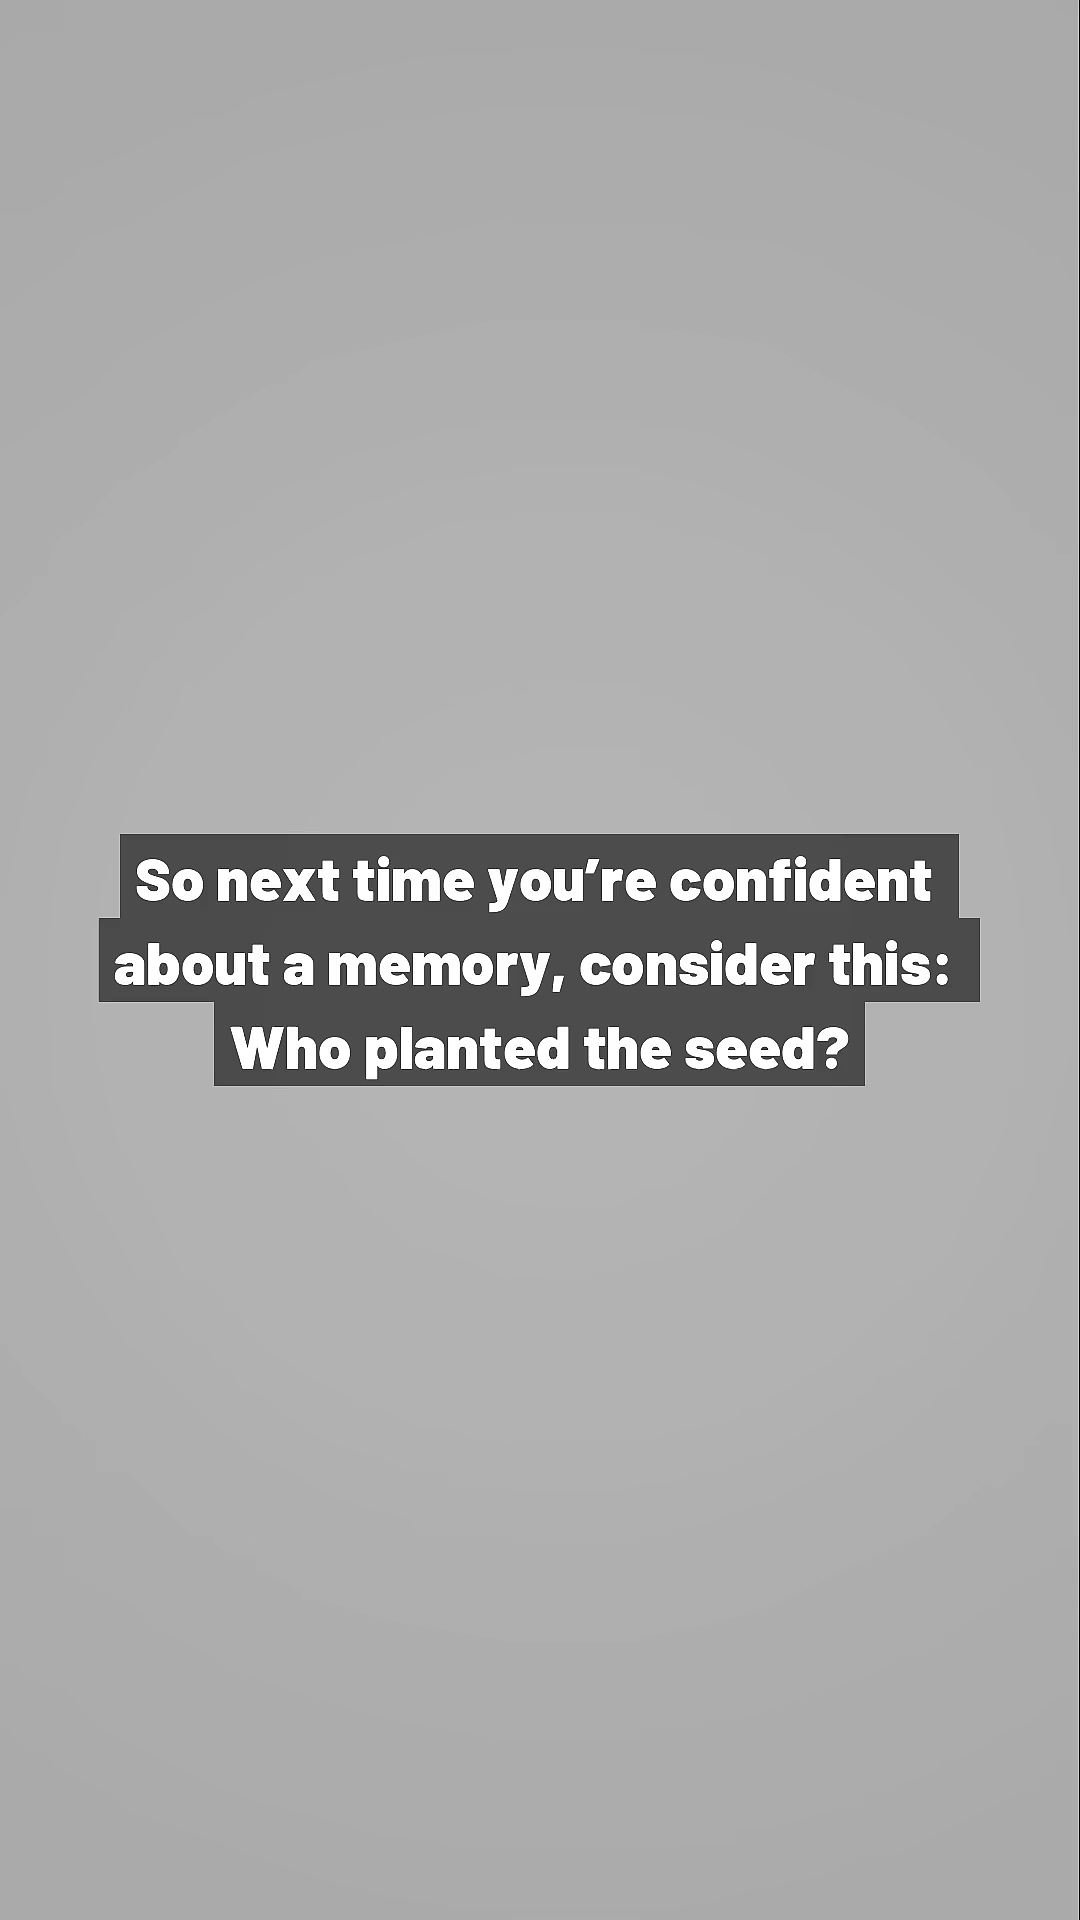 So next time you’re confident
about a memory, consider this:
Who planted the seed?